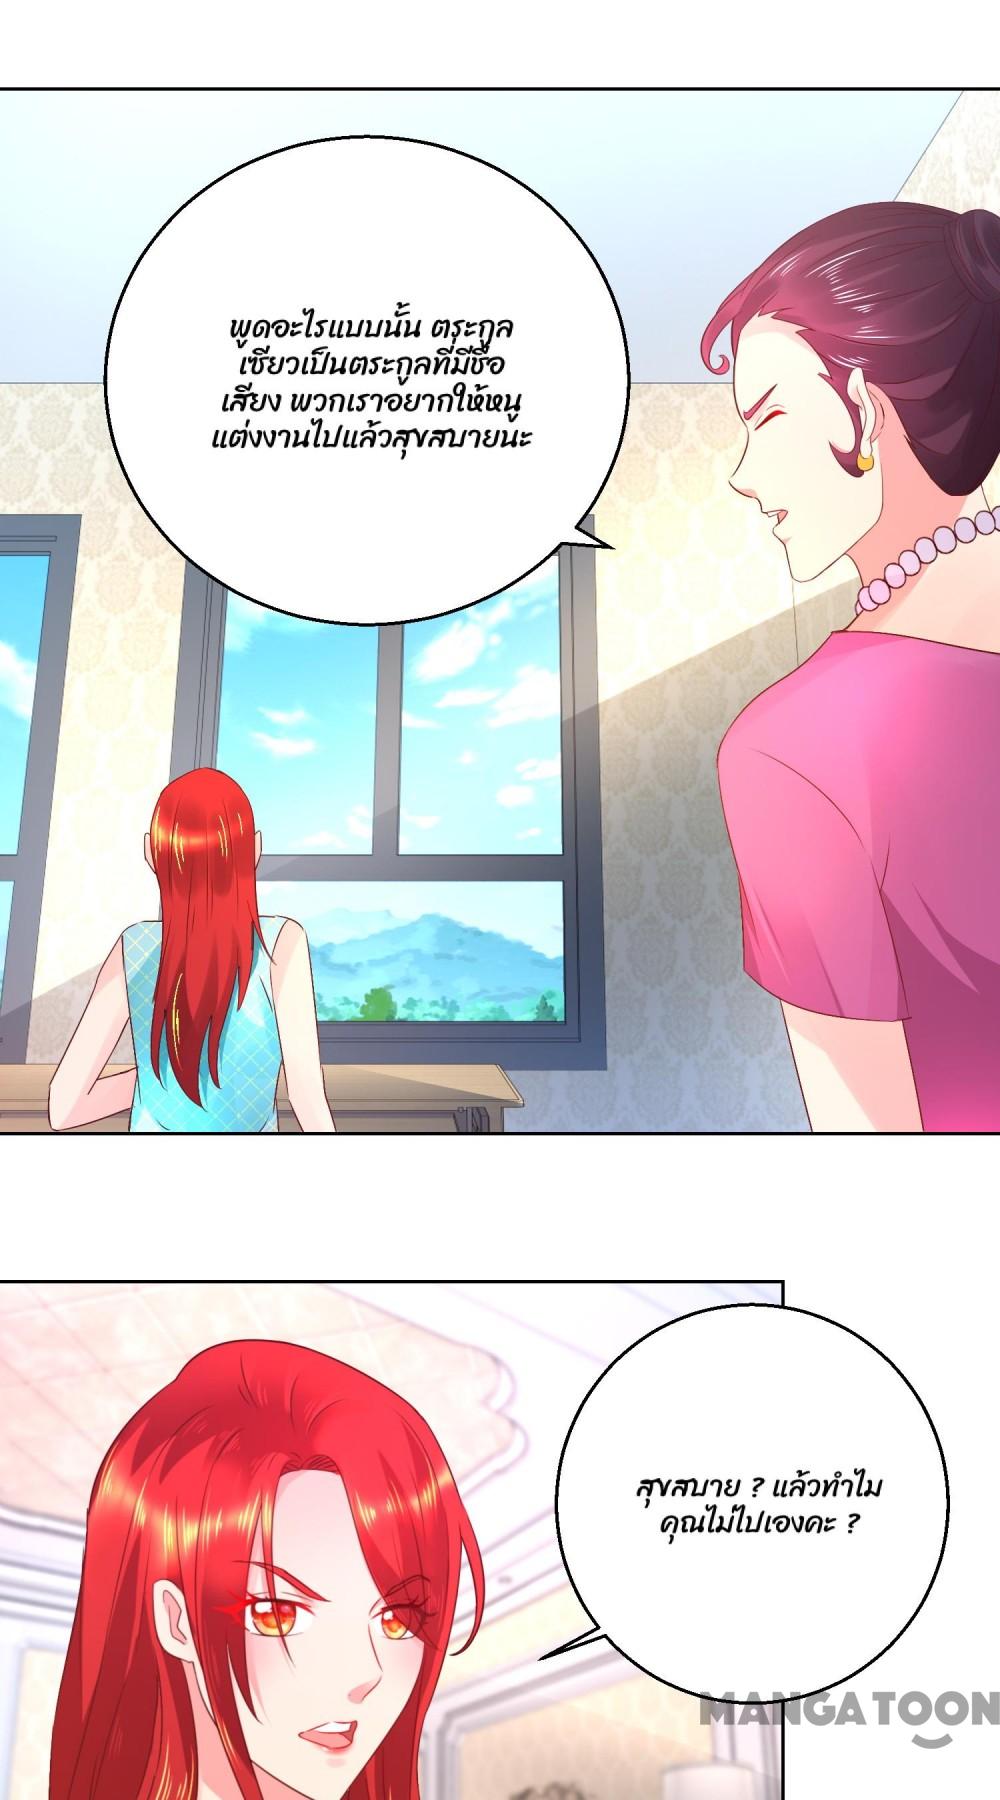 พูดอะไรแบบนั้น ตระกูล
เซียวเป็นตระกูลที่มีชื่อ
เสียง พวกเราอยากให้หนู
แต่งงานไปแล้วสุขสบายนะ
สุขสบาย ? แล้วทำไม
คุณไม่ไปเองคะ ?
MANGATOON